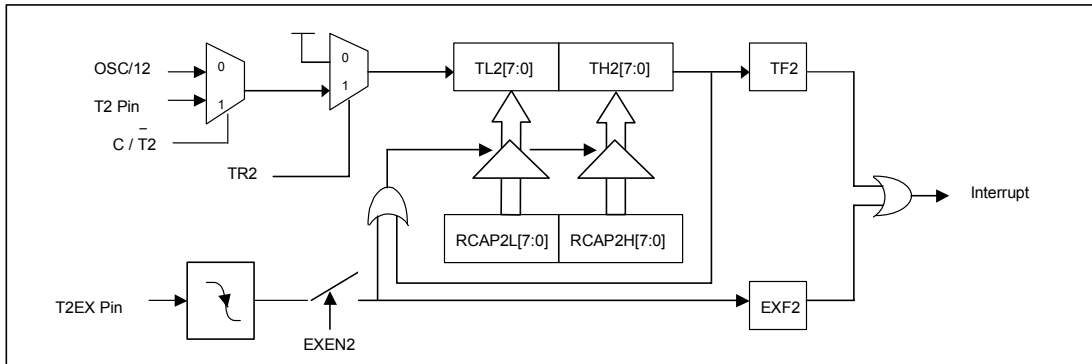 OSC/12
T2 Pin
C / T̅2
0
1
0
1
TR2
TL2[7:0]
TH2[7:0]
TF2
RCAP2L[7:0]
RCAP2H[7:0]
Interrupt
T2EX Pin
EXEN2
EXF2